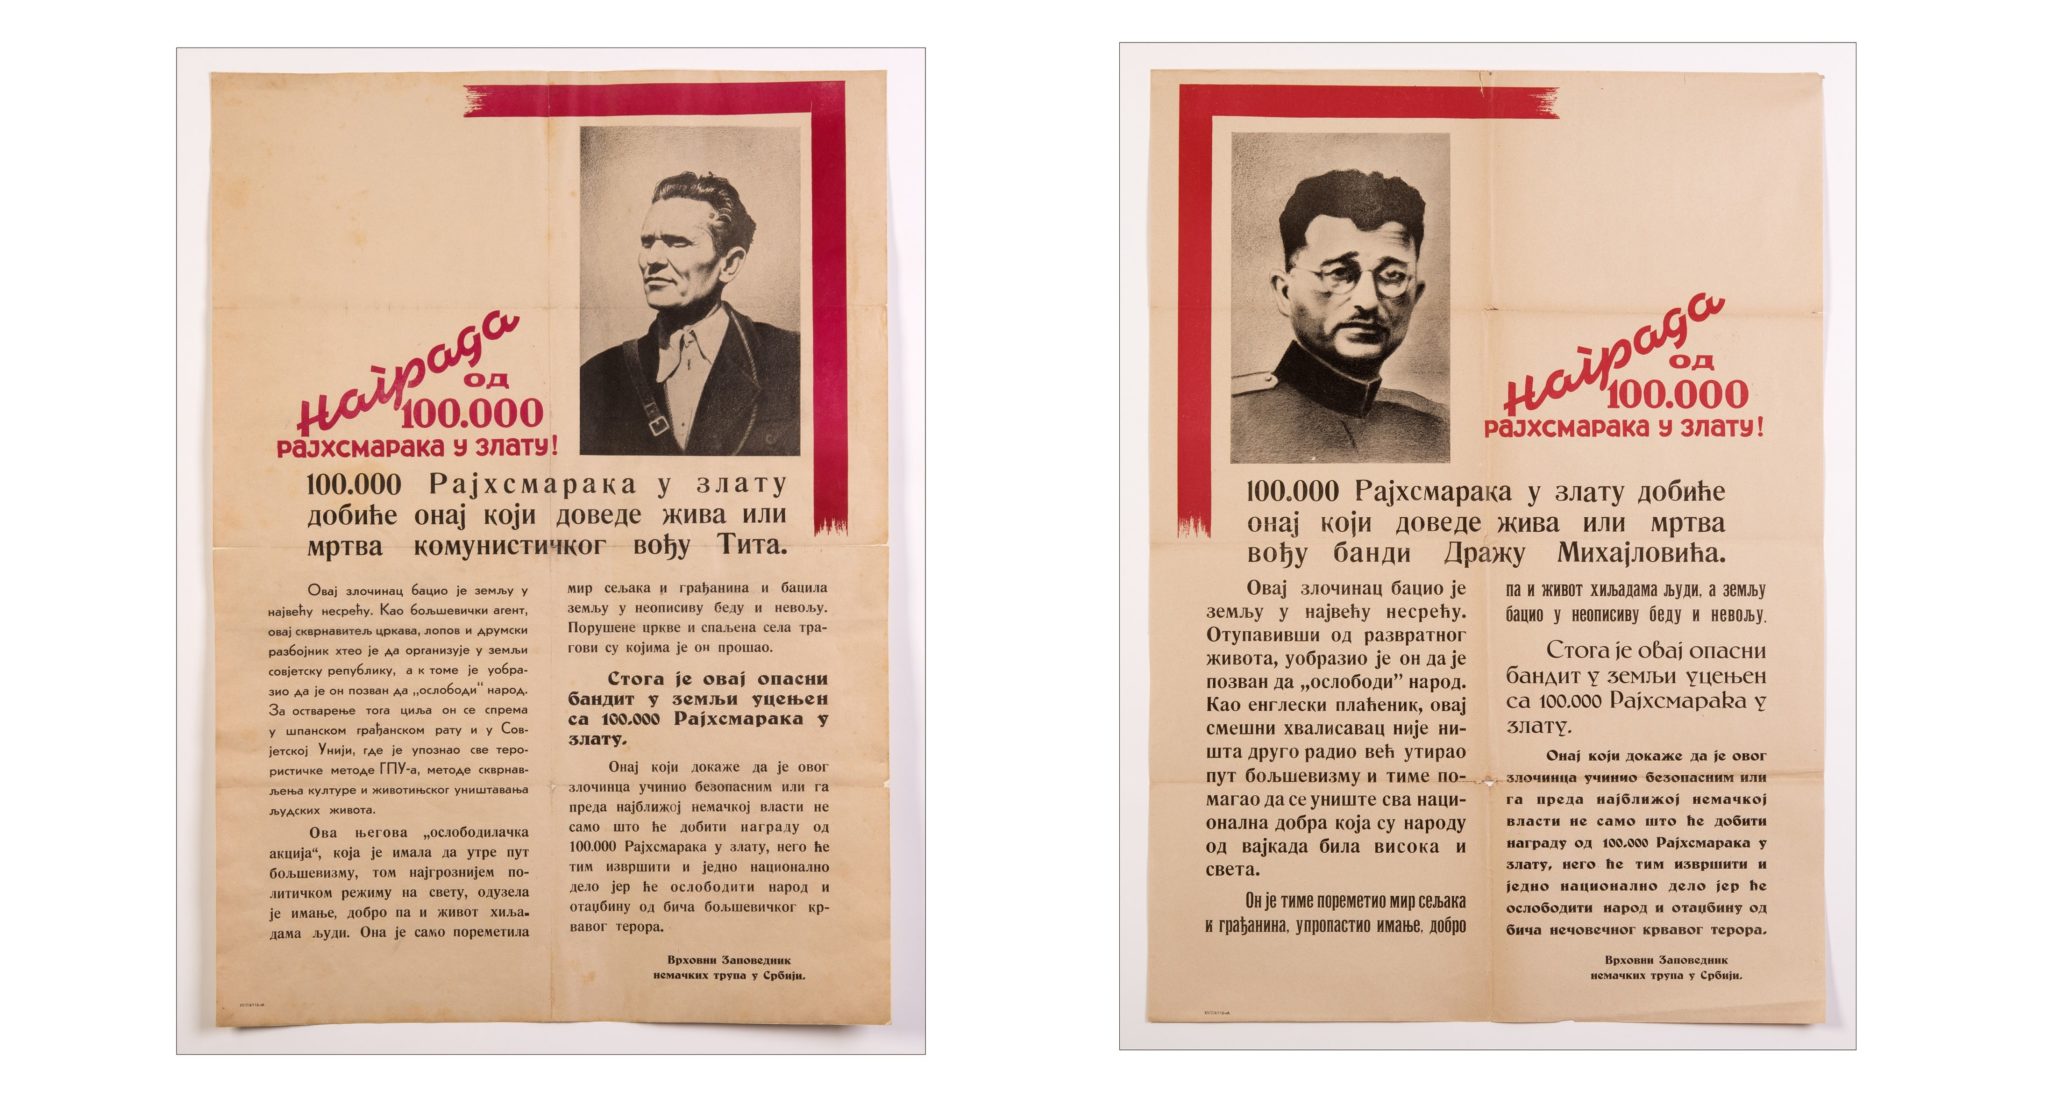 Награда
од
100.000
рајхсмарака у злату!
100.000 Рајхсмарака у злату
добиће онај који доведе жива или
мртва комунистичког вођу Тита.
Овај злочинац бацио је земљу у
највећу несрећу. Као бољшевички агент,
овај скврнавитељ цркава, лопов и друмски
разбојник хтео је да организује у земљи
совјетску републику, а к томе је уобра-
зио да је он позван да „ослободи“ народ.
За остварење тога циља он се спрема
у шпанском грађанском рату и у Сов-
јетској Унији, где је упознао све теро-
ристичке методе ГПУ-а, методе скврнав-
љења културе и животињског уништавања
људских живота.
Ова његова „ослободилачка
акција“, која је имала да утре пут
бољшевизму, том најгрознијем по-
литичком режиму на свету, одузела
је имање, добро па и живот хиља-
дама људи. Она је само пореметила
мир сељака и грађанина и бацила
земљу у неописиву беду и невољу.
Порушене цркве и спаљена села тра-
гови су којима је он прошао.
Стога је овај опасни
бандит у земљи уцењен
са 100.000 Рајхсмарака у
злату.
Онај који докаже да је овог
злочинца учинио безопасним или га
преда најближој немачкој власти не
само што ће добити награду од
100.000 Рајхсмарака у злату, него ће
тим извршити и једно национално
дело јер ће ослободити народ и
отаџбину од бича бољшевичког кр-
вавог терора.
Врховни Заповедник
немачких трупа у Србији.
Награда
од
100.000
рајхсмарака у злату!
100.000 Рајхсмарака у злату добиће
онај који доведе жива или мртва
вођу банди Дражу Михајловића.
Овај злочинац бацио је
земљу у највећу несрећу.
Отупавивши од развратног
живота, уобразио је он да је
позван да „ослободи” народ.
Као енглески плаћеник, овај
смешни хвалисавац није ни-
шта друго радио већ утирао
пут бољшевизму и тиме по-
магао да се униште сва наци-
онална добра која су народу
од вајкада била висока и
света.
Он је тиме пореметио мир сељака
и грађанина, упропастио имање, добро
па и живот хиљадама људи, а земљу
бацио у неописиву беду и невољу.
Стога је овај опасни
бандит у земљи уцењен
са 100.000 Рајхсмарака у
злату.
Онај који докаже да је овог
злочинца учинио безопасним или
га преда најближој немачкој
власти не само што ће добити
награду од 100.000 Рајхсмарака у
злату, него ће тим извршити и
једно национално дело јер ће
ослободити народ и отаџбину од
бича нечовечног крвавог терора.
Врховни Заповедник
немачких трупа у Србији.